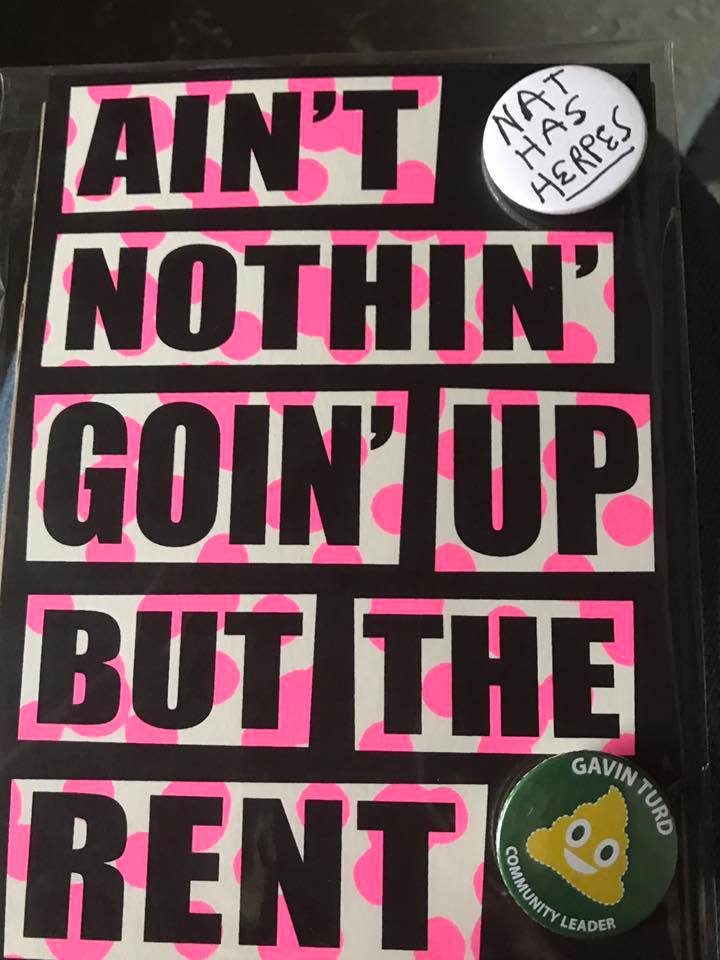 AIN'T
NOTHIN'
GOIN' UP
BUT THE
RENT
NAT
HAS
HERPES
GAVIN TURD
COMMUNITY LEADER